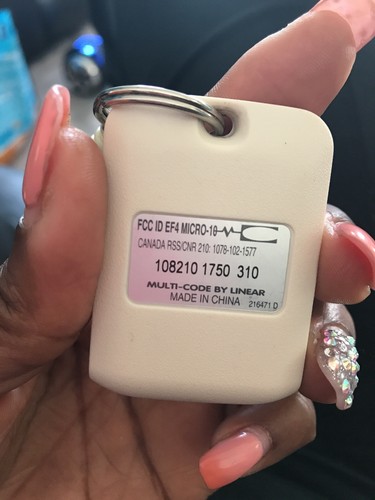 FCC ID EF4 MICRO-10
CANADA RSS/CNR 210: 1078-102-1577
108210 1750 310
MULTI-CODE BY LINEAR
MADE IN CHINA 216471 D